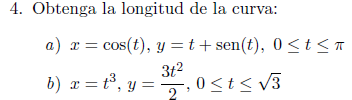 4. Obtenga la longitud de la curva:
a) x = cos(t), y = t + sen(t), 0 ≤ t ≤ π
b) x = t³, y = 3t²/2, 0 ≤ t ≤ √3